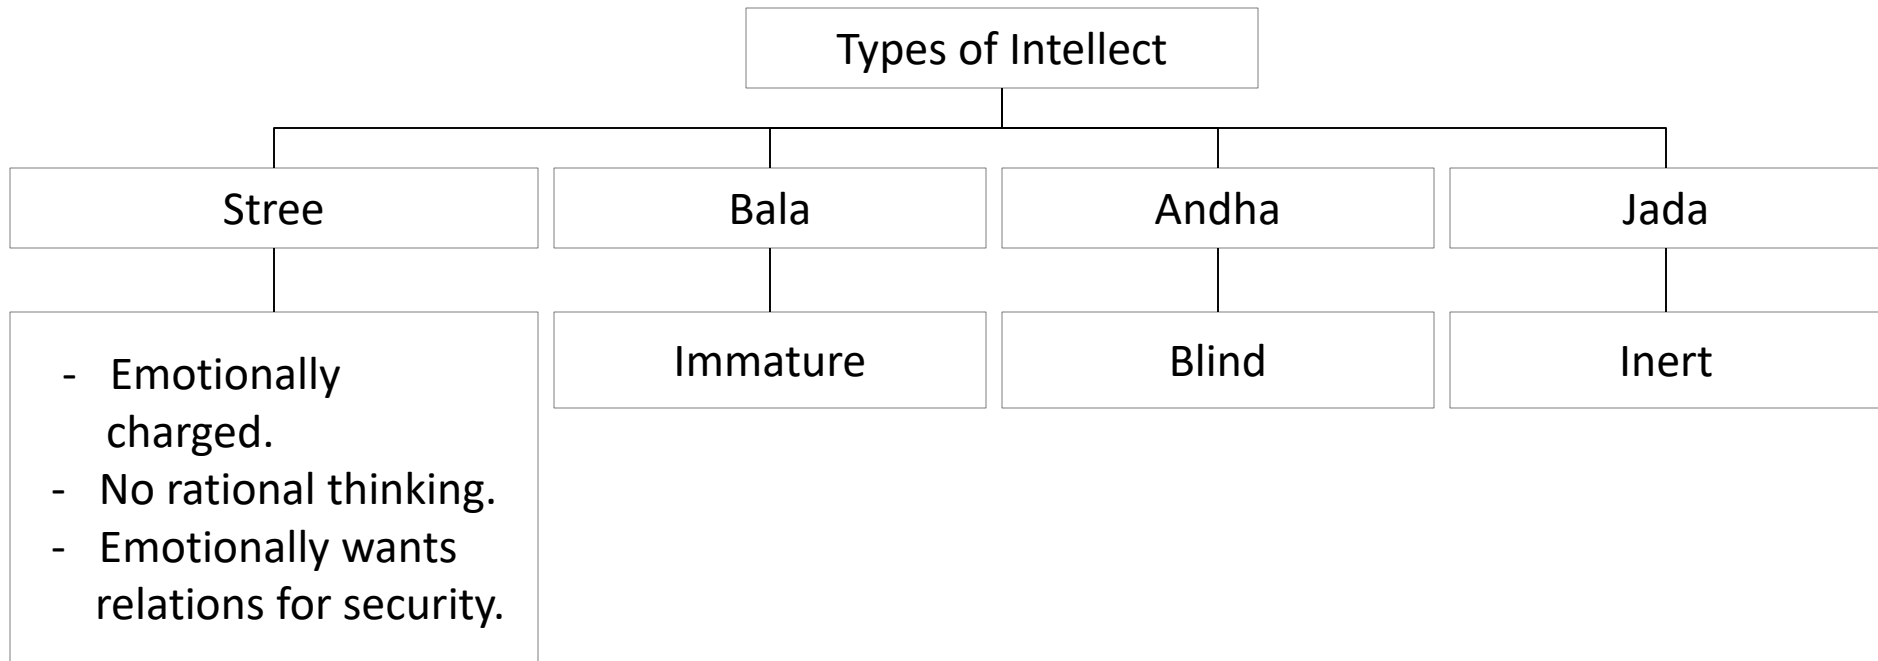 Types of Intellect
Stree
Bala
Andha
Jada
- Emotionally
charged.
- No rational thinking.
- Emotionally wants
relations for security.
Immature
Blind
Inert